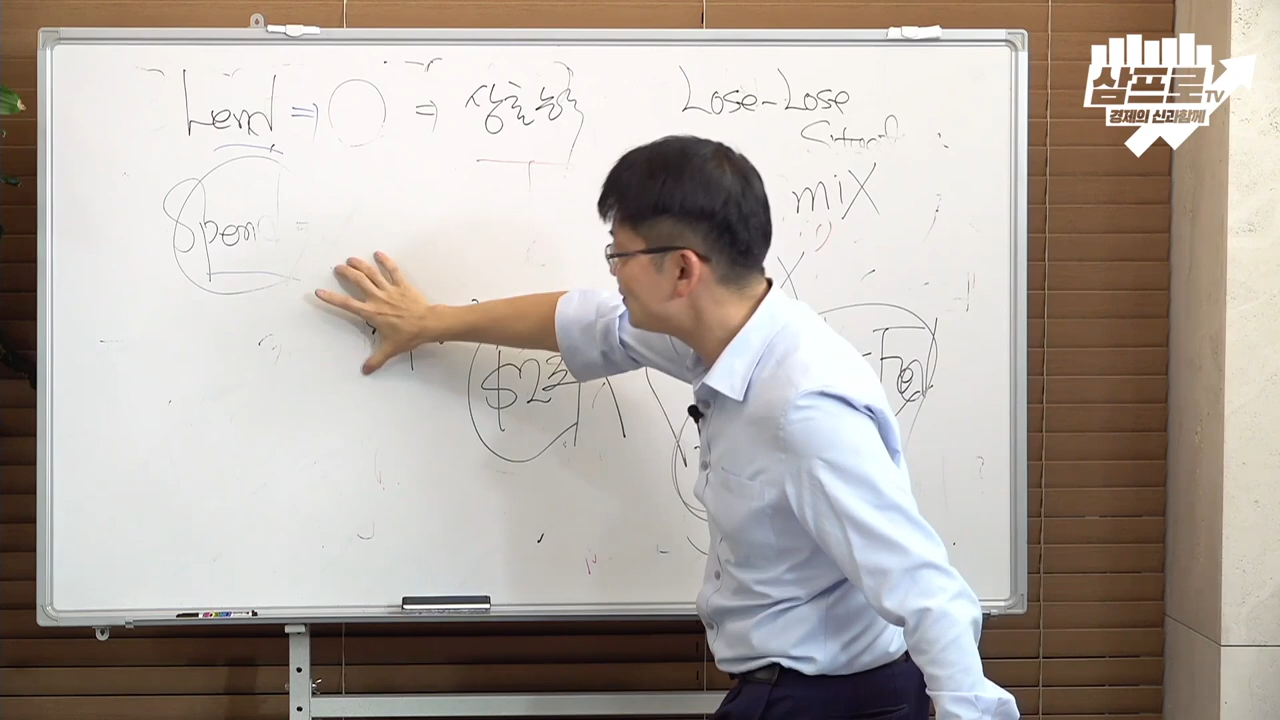 Lend ⇒ ○ ⇒ 상환능력
Lose-Lose
Spend =
mix
X
$2조
Fed
삼프로TV
경제의 신과함께